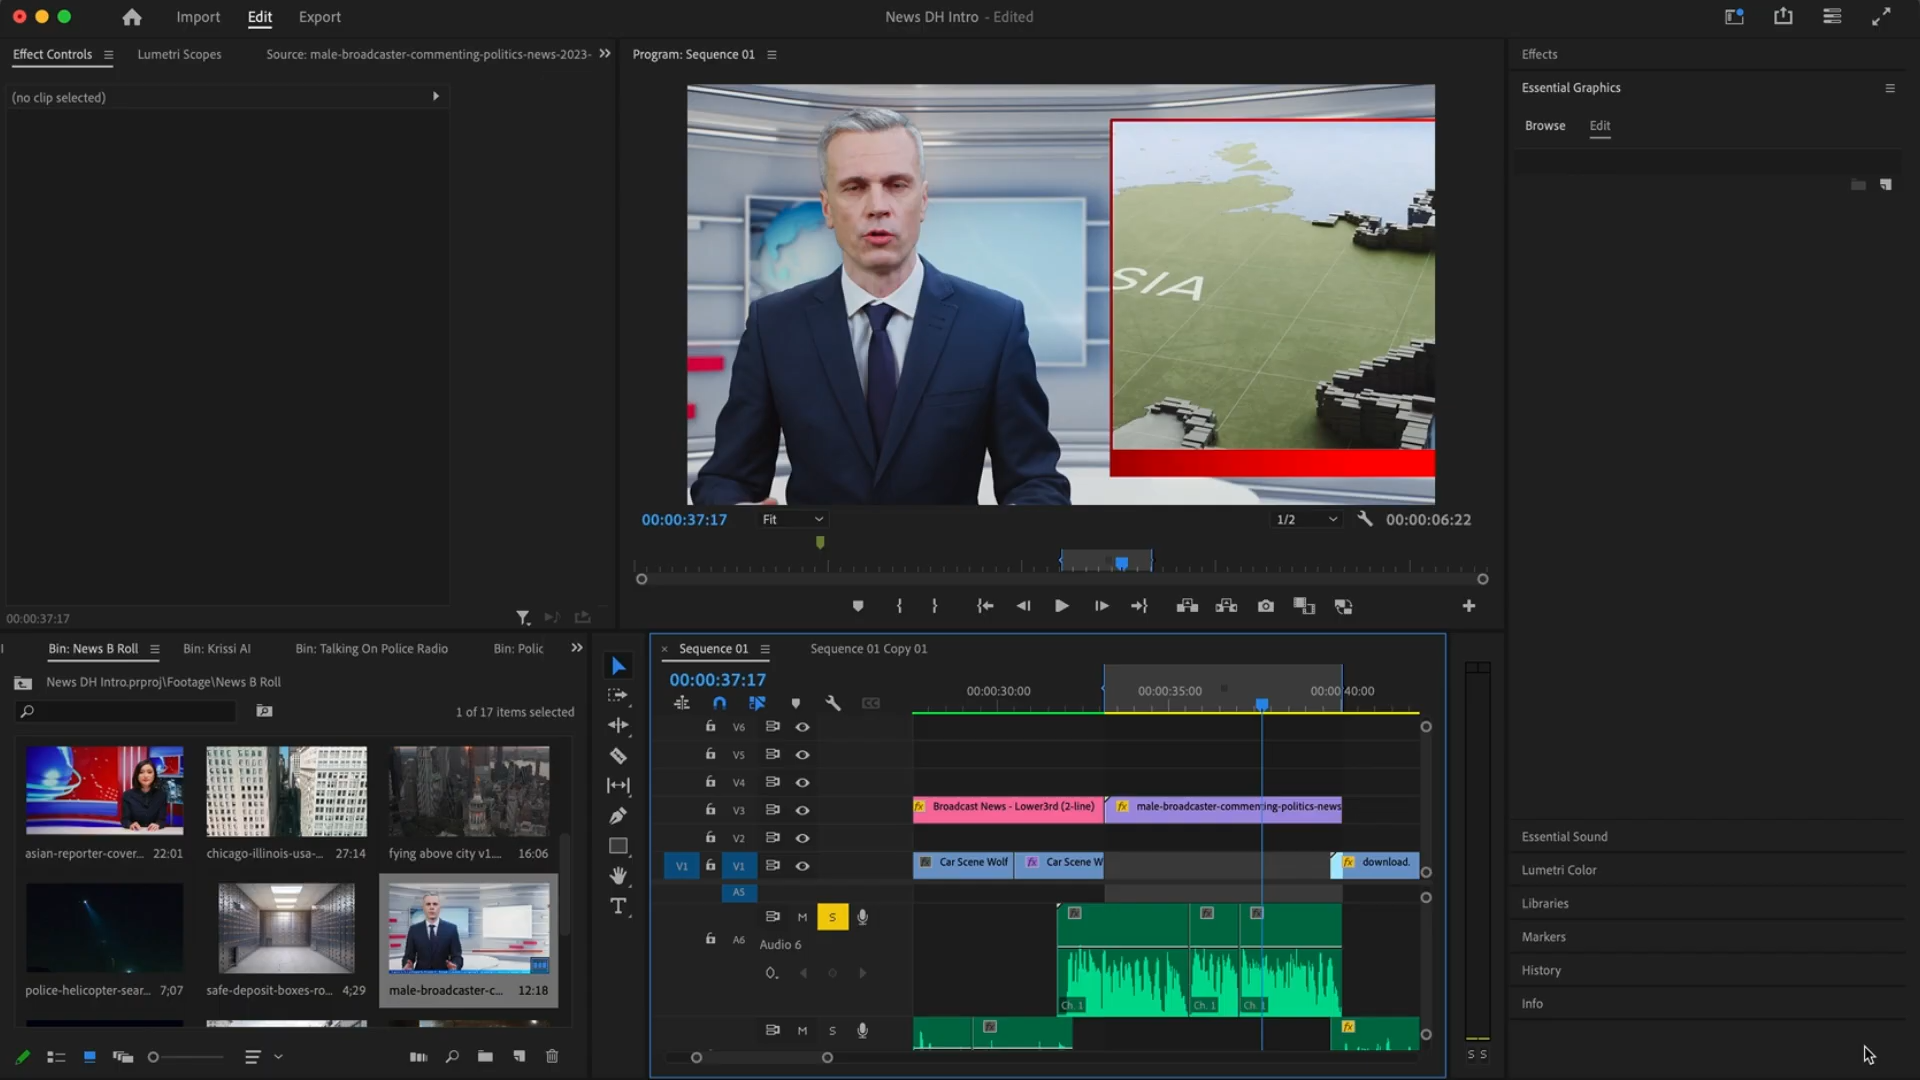 Import
Edit
Export
News DH Intro - Edited
Effect Controls
Lumetri Scopes
Source: male-broadcaster-commenting-politics-news-2023-
Program: Sequence 01
Effects
(no clip selected)
Essential Graphics
Browse
Edit
SIA
00:00:37:17
Fit
1/2
00:00:06:22
00:00:37:17
Bin: News B Roll
Bin: Krissi AI
Bin: Talking On Police Radio
Bin: Polic
News DH Intro.prproj\Footage\News B Roll
1 of 17 items selected
asian-reporter-cover... 22:01
chicago-illinois-usa-... 27:14
fying above city v1.... 16:06
police-helicopter-sear... 7;07
safe-deposit-boxes-ro... 4;29
male-broadcaster-c... 12:18
Sequence 01
Sequence 01 Copy 01
00:00:37:17
00:00:30:00
00:00:35:00
00:00:40:00
V6
V5
V4
V3
Broadcast News - Lower3rd (2-line)
male-broadcaster-commenting-politics-news
V2
V1
V1
Car Scene Wolf
Car Scene W
download.
A5
M
S
A6
Audio 6
Ch. 1
Ch. 1
Ch. 1
M
S
S S
Essential Sound
Lumetri Color
Libraries
Markers
History
Info